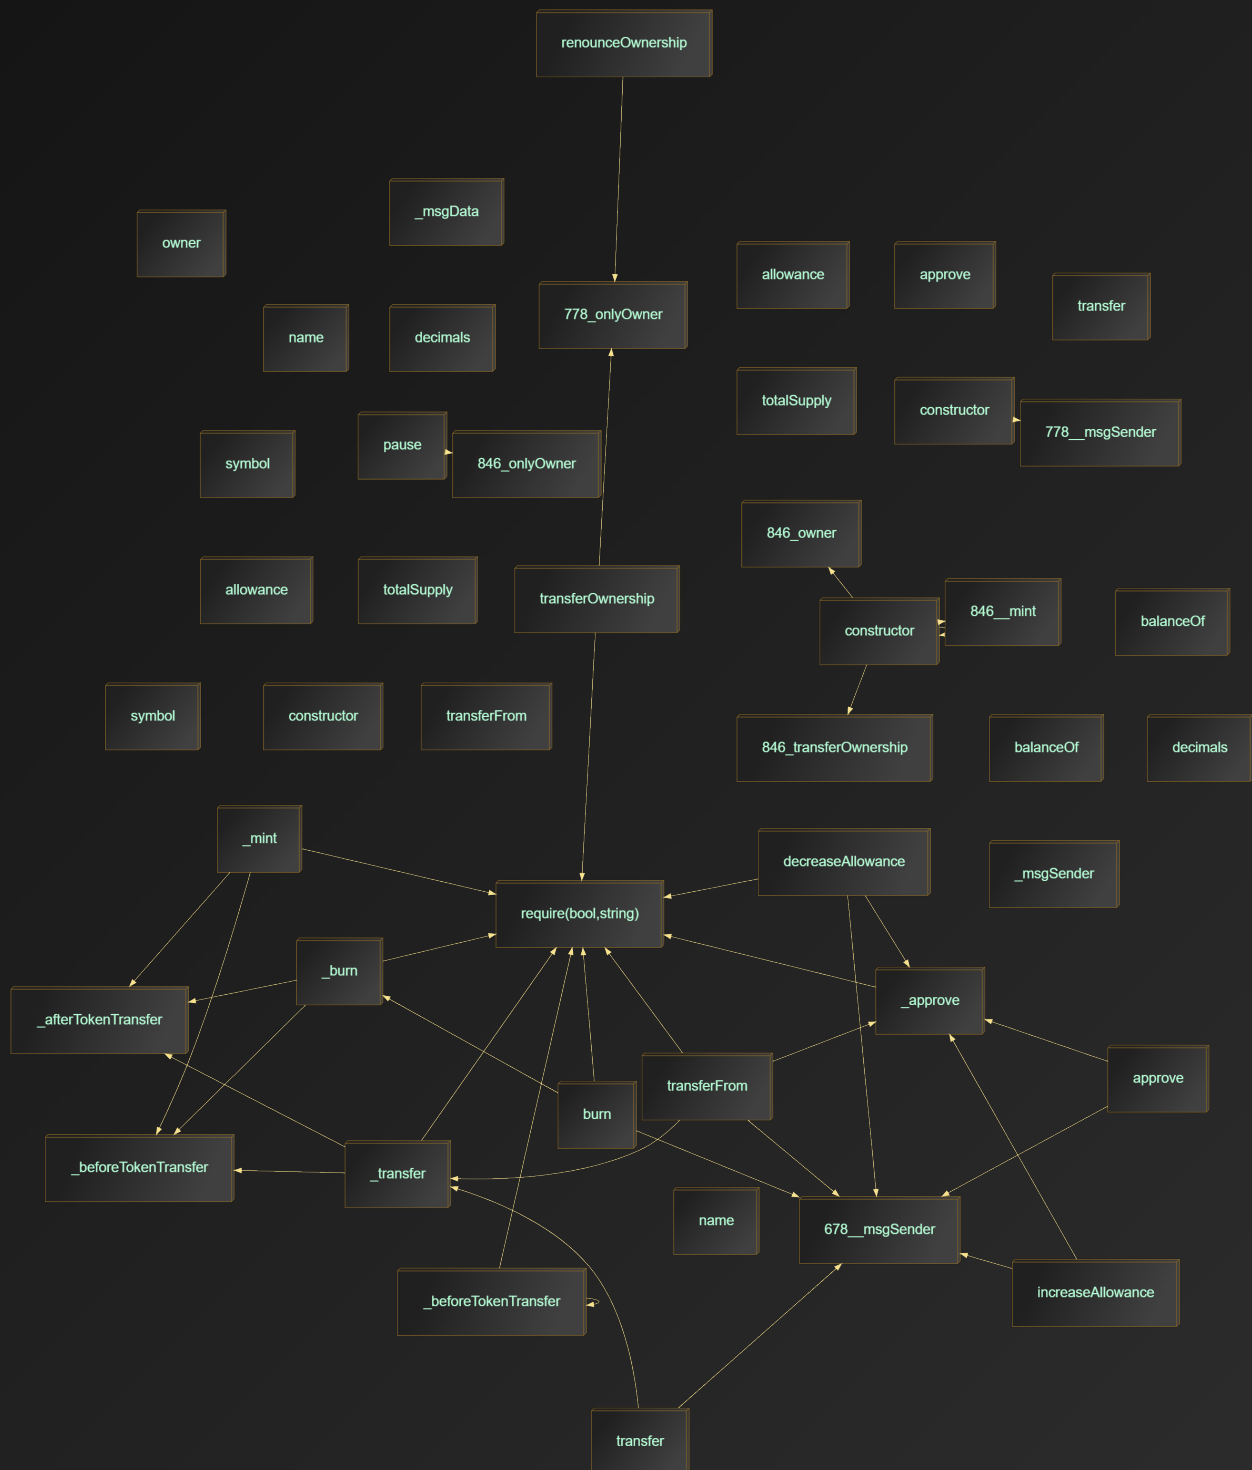 renounceOwnership
_msgData
owner
allowance
approve
transfer
778_onlyOwner
name
decimals
totalSupply
constructor
778__msgSender
pause
846_onlyOwner
symbol
846_owner
allowance
totalSupply
transferOwnership
846__mint
balanceOf
constructor
symbol
constructor
transferFrom
846_transferOwnership
balanceOf
decimals
_mint
decreaseAllowance
_msgSender
require(bool,string)
_burn
_approve
_afterTokenTransfer
transferFrom
approve
burn
_beforeTokenTransfer
_transfer
name
678__msgSender
_beforeTokenTransfer
increaseAllowance
transfer